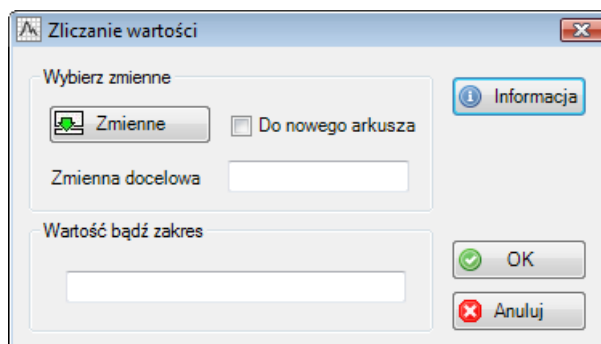 Zliczanie wartości
Wybierz zmienne
Informacja
Zmienne
Do nowego arkusza
Zmienna docelowa
Wartość bądź zakres
OK
Anuluj